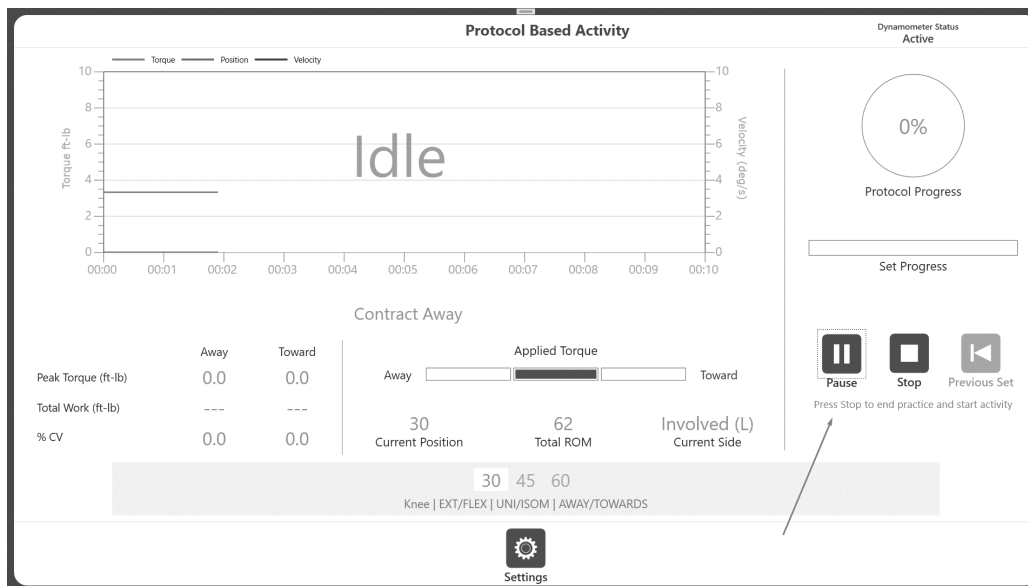 Protocol Based Activity
Dynamometer Status
Active
Torque Position Velocity
10 10
8 8
6 6
4 4
2 2
0 0
Torque ft-lb
Velocity (deg/s)
Idle
00:00 00:01 00:02 00:03 00:04 00:05 00:06 00:07 00:08 00:09 00:10
0%
Protocol Progress
Set Progress
Contract Away
Away Toward
Peak Torque (ft-lb) 0.0 0.0
Total Work (ft-lb) --- ---
% CV 0.0 0.0
Applied Torque
Away Toward
30 62 Involved (L)
Current Position Total ROM Current Side
Pause Stop Previous Set
Press Stop to end practice and start activity
30 45 60
Knee | EXT/FLEX | UNI/ISOM | AWAY/TOWARDS
Settings